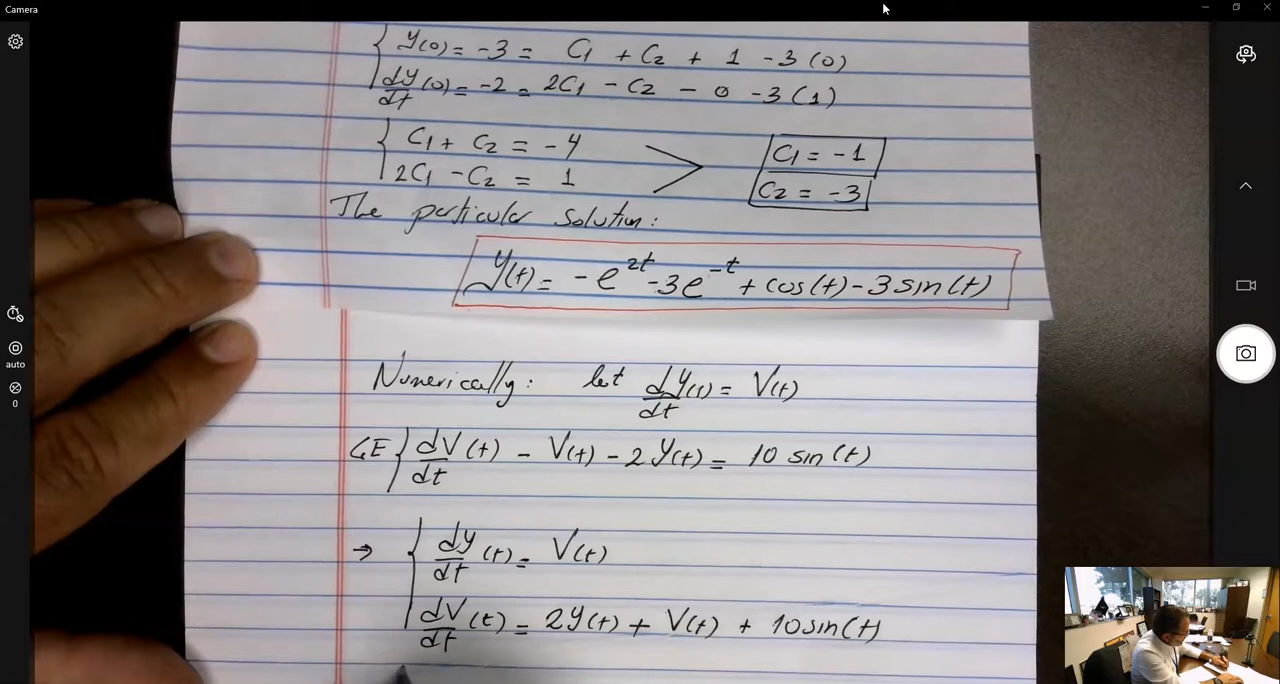 Camera
y(0) = -3 = C1 + C2 + 1 - 3(0)
dy/dt (0) = -2 = 2C1 - C2 - 0 - 3(1)
C1 + C2 = -4
2C1 - C2 = 1
C1 = -1
C2 = -3
The particular solution:
y(t) = -e^2t - 3e^-t + cos(t) - 3 sin(t)
Numerically: let dy(t)/dt = V(t)
GE { dV(t)/dt - V(t) - 2y(t) = 10 sin(t)
→ { dy/dt (t) = V(t)
dV/dt (t) = 2y(t) + V(t) + 10 sin(t)
auto
0